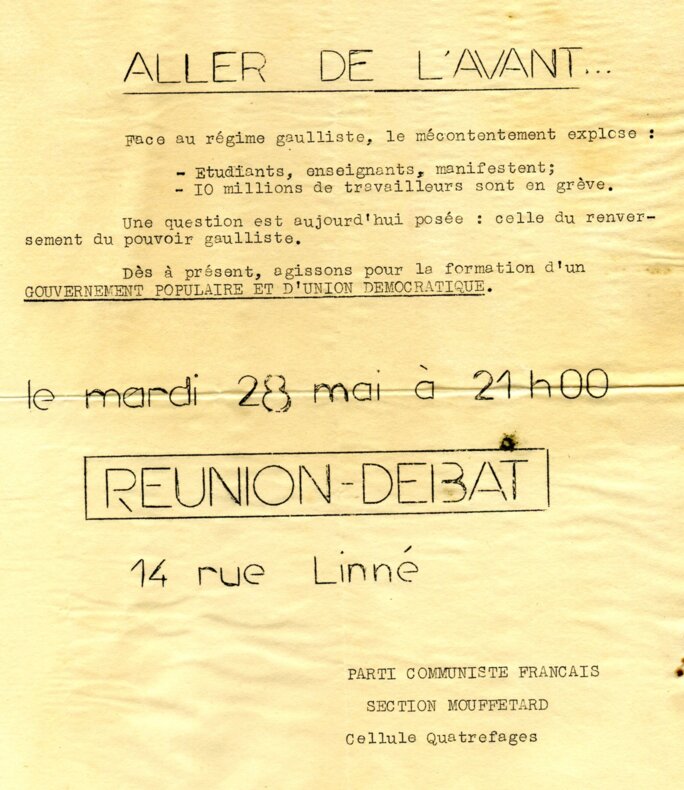 ALLER DE L'AVANT...
Face au régime gaulliste, le mécontentement explose :
- Etudiants, enseignants, manifestent;
- IO millions de travailleurs sont en grève.
Une question est aujourd'hui posée : celle du renver-
sement du pouvoir gaulliste.
Dès à présent, agissons pour la formation d'un
GOUVERNEMENT POPULAIRE ET D'UNION DEMOCRATIQUE.
le mardi 28 mai à 21h00
REUNION-DEBAT
14 rue Linné
PARTI COMMUNISTE FRANCAIS
SECTION MOUFFETARD
Cellule Quatrefages